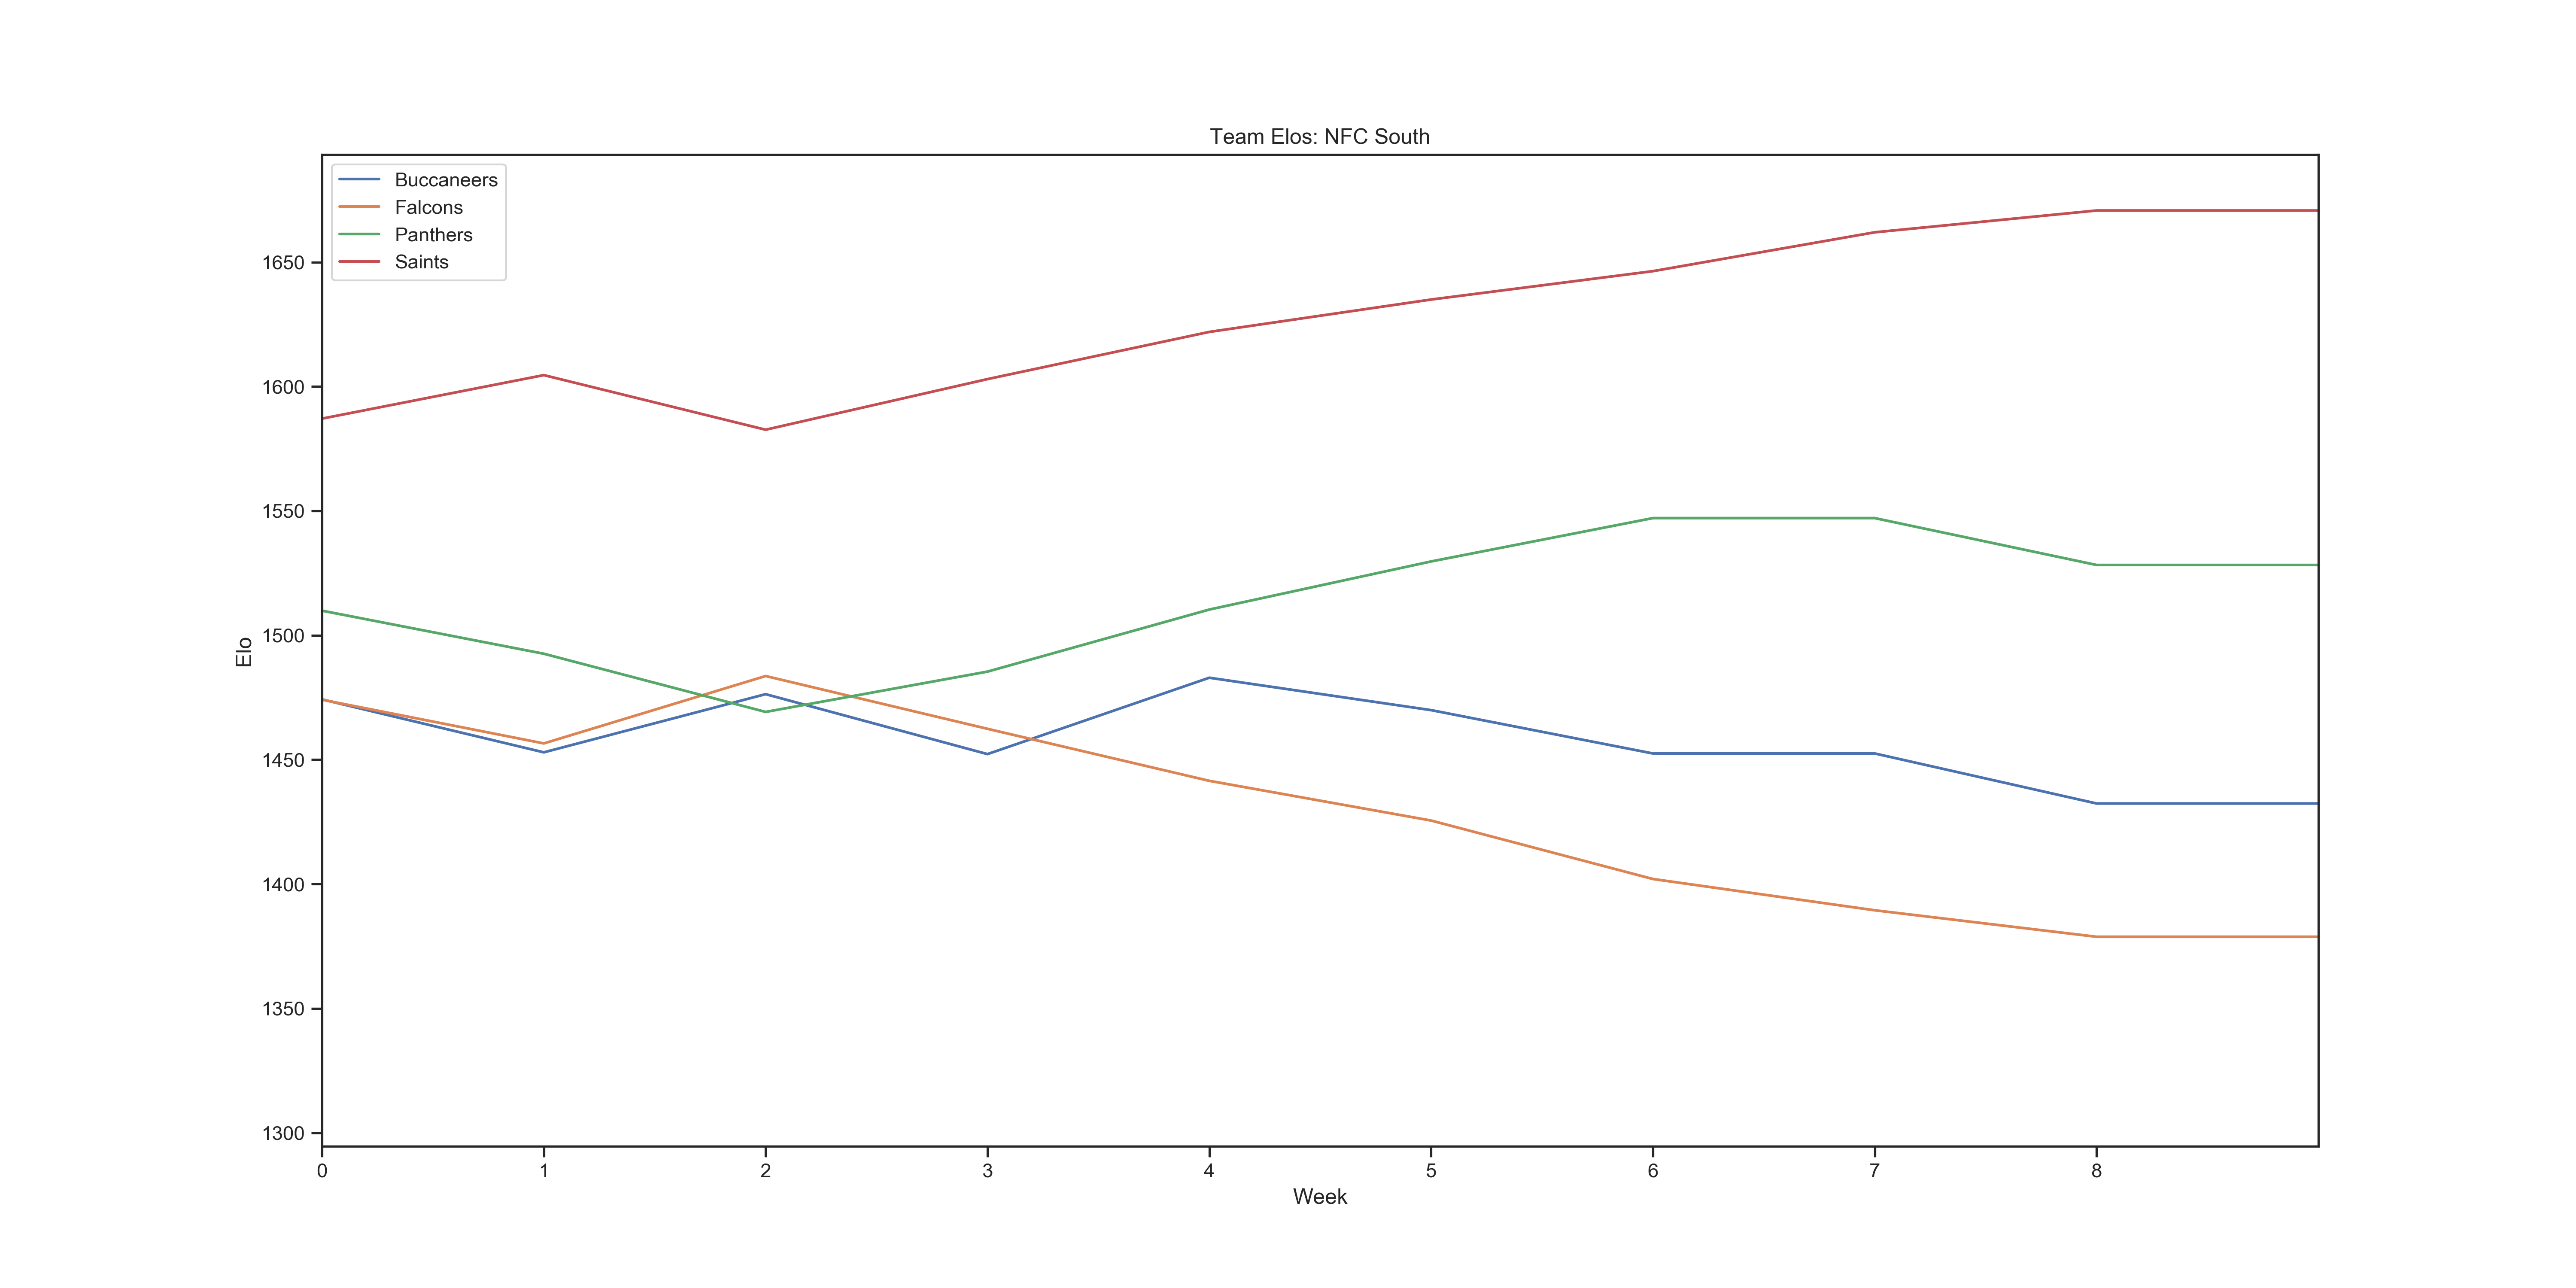 Team Elos: NFC South
Buccaneers
Falcons
Panthers
Saints
1650
1600
1550
1500
1450
1400
1350
1300
Elo
0 1 2 3 4 5 6 7 8
Week